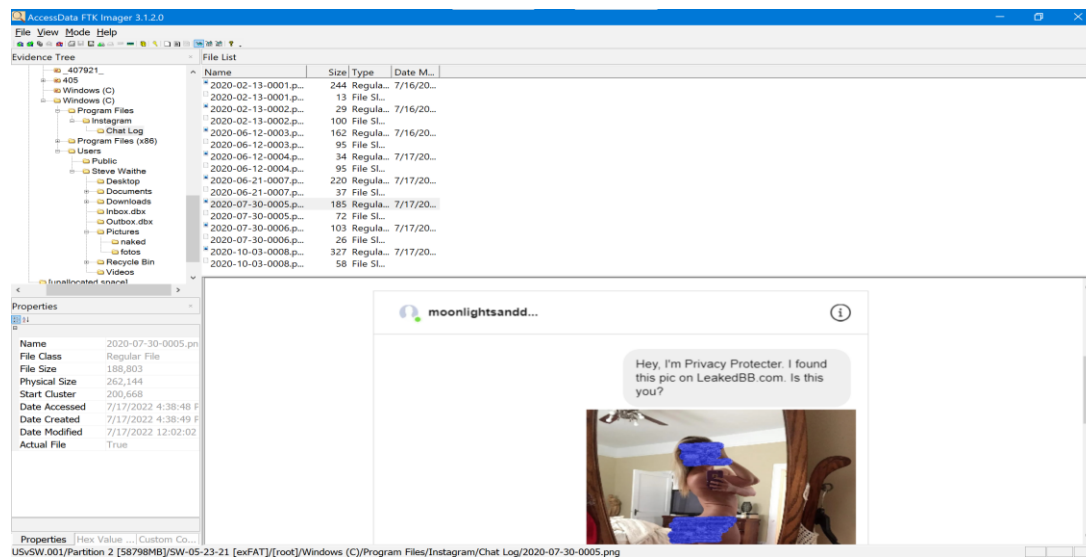 AccessData FTK Imager 3.1.2.0
File View Mode Help
Evidence Tree
_407921_
405
Windows (C)
Windows (C)
Program Files
Instagram
Chat Log
Program Files (x86)
Users
Public
Steve Waithe
Desktop
Documents
Downloads
Inbox.dbx
Outbox.dbx
Pictures
naked
fotos
Recycle Bin
Videos
[unallocated space]
File List
Name Size Type Date M...
2020-02-13-0001.p... 244 Regula... 7/16/20...
2020-02-13-0001.p... 13 File Sl...
2020-02-13-0002.p... 29 Regula... 7/16/20...
2020-02-13-0002.p... 100 File Sl...
2020-06-12-0003.p... 162 Regula... 7/16/20...
2020-06-12-0003.p... 95 File Sl...
2020-06-12-0004.p... 34 Regula... 7/17/20...
2020-06-12-0004.p... 95 File Sl...
2020-06-21-0007.p... 220 Regula... 7/17/20...
2020-06-21-0007.p... 37 File Sl...
2020-07-30-0005.p... 185 Regula... 7/17/20...
2020-07-30-0005.p... 72 File Sl...
2020-07-30-0006.p... 103 Regula... 7/17/20...
2020-07-30-0006.p... 26 File Sl...
2020-10-03-0008.p... 327 Regula... 7/17/20...
2020-10-03-0008.p... 58 File Sl...
Properties
Name 2020-07-30-0005.pn
File Class Regular File
File Size 188,803
Physical Size 262,144
Start Cluster 200,668
Date Accessed 7/17/2022 4:38:48 P
Date Created 7/17/2022 4:38:49 P
Date Modified 7/17/2022 12:02:02
Actual File True
Properties Hex Value ... Custom Co...
moonlightsandd...
Hey, I'm Privacy Protecter. I found
this pic on LeakedBB.com. Is this
you?
USvSW.001/Partition 2 [58798MB]/SW-05-23-21 [exFAT]/[root]/Windows (C)/Program Files/Instagram/Chat Log/2020-07-30-0005.png